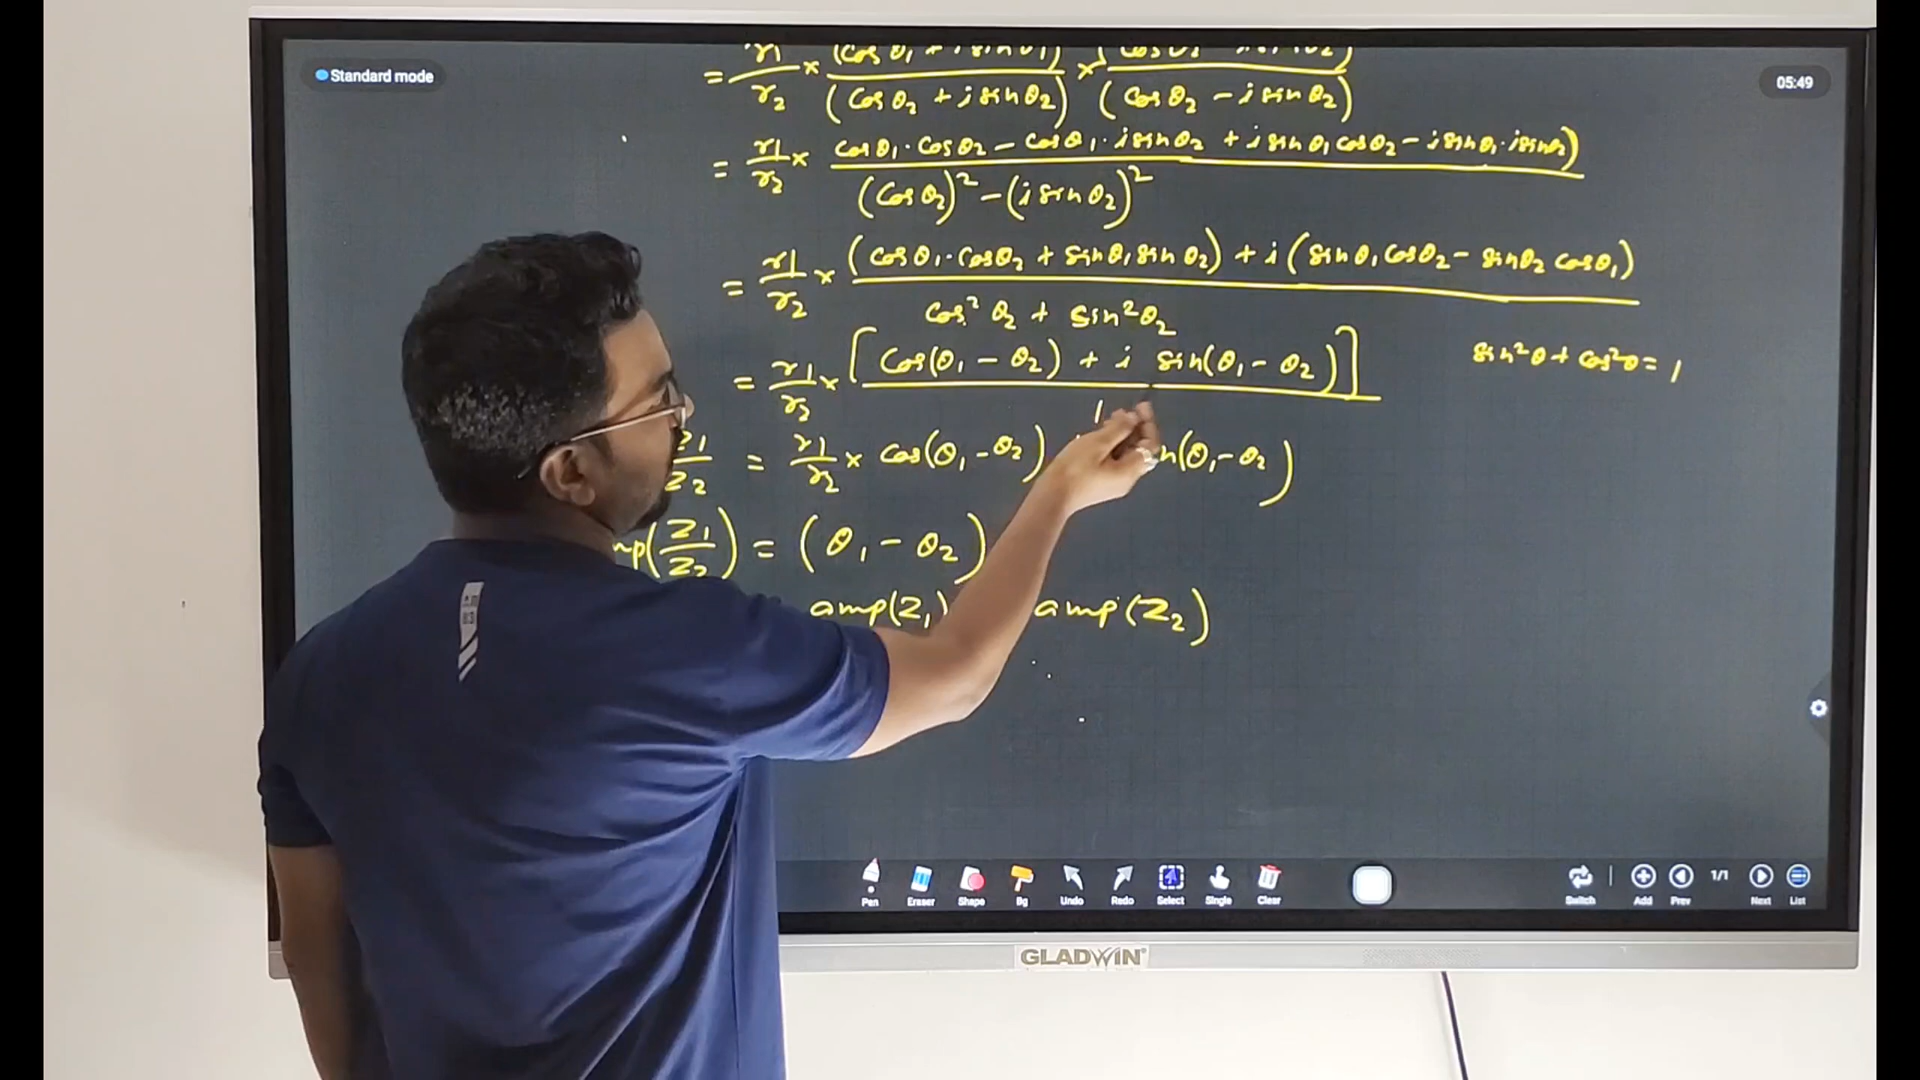 Standard mode
05:49
= r1/r2 × (cos θ1 + i sin θ1)/(cos θ2 + i sin θ2) × /(cos θ2 − i sin θ2)
= r1/r2 × cos θ1 · cos θ2 − cos θ1 · i sin θ2 + i sin θ1 cos θ2 − i sin θ1 · i sin θ2)/(cos θ2)² − (i sin θ2)²
= r1/r2 × (cos θ1 · cos θ2 + sin θ1 sin θ2) + i (sin θ1 cos θ2 − sin θ2 cos θ1)/cos² θ2 + sin² θ2
= r1/r2 × [cos(θ1 − θ2) + i sin(θ1 − θ2)]/1
sin²θ + cos²θ = 1
z1/z2 = r1/r2 × cos(θ1 − θ2) (θ1 − θ2)
(z1/z2) = (θ1 − θ2)
amp(z1) amp(z2)
Pen Eraser Shape Bg Undo Redo Select Single Clear Switch Add Prev 1/1 Next List
GLADWIN